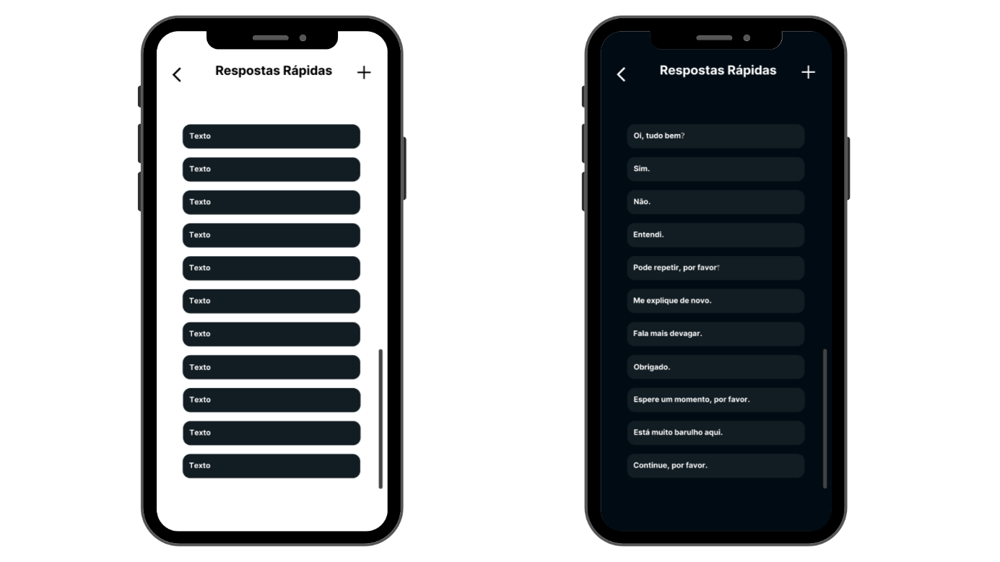 Respostas Rápidas
Texto
Texto
Texto
Texto
Texto
Texto
Texto
Texto
Texto
Texto
Texto
Respostas Rápidas
Oi, tudo bem?
Sim.
Não.
Entendi.
Pode repetir, por favor?
Me explique de novo.
Fala mais devagar.
Obrigado.
Espere um momento, por favor.
Está muito barulho aqui.
Continue, por favor.